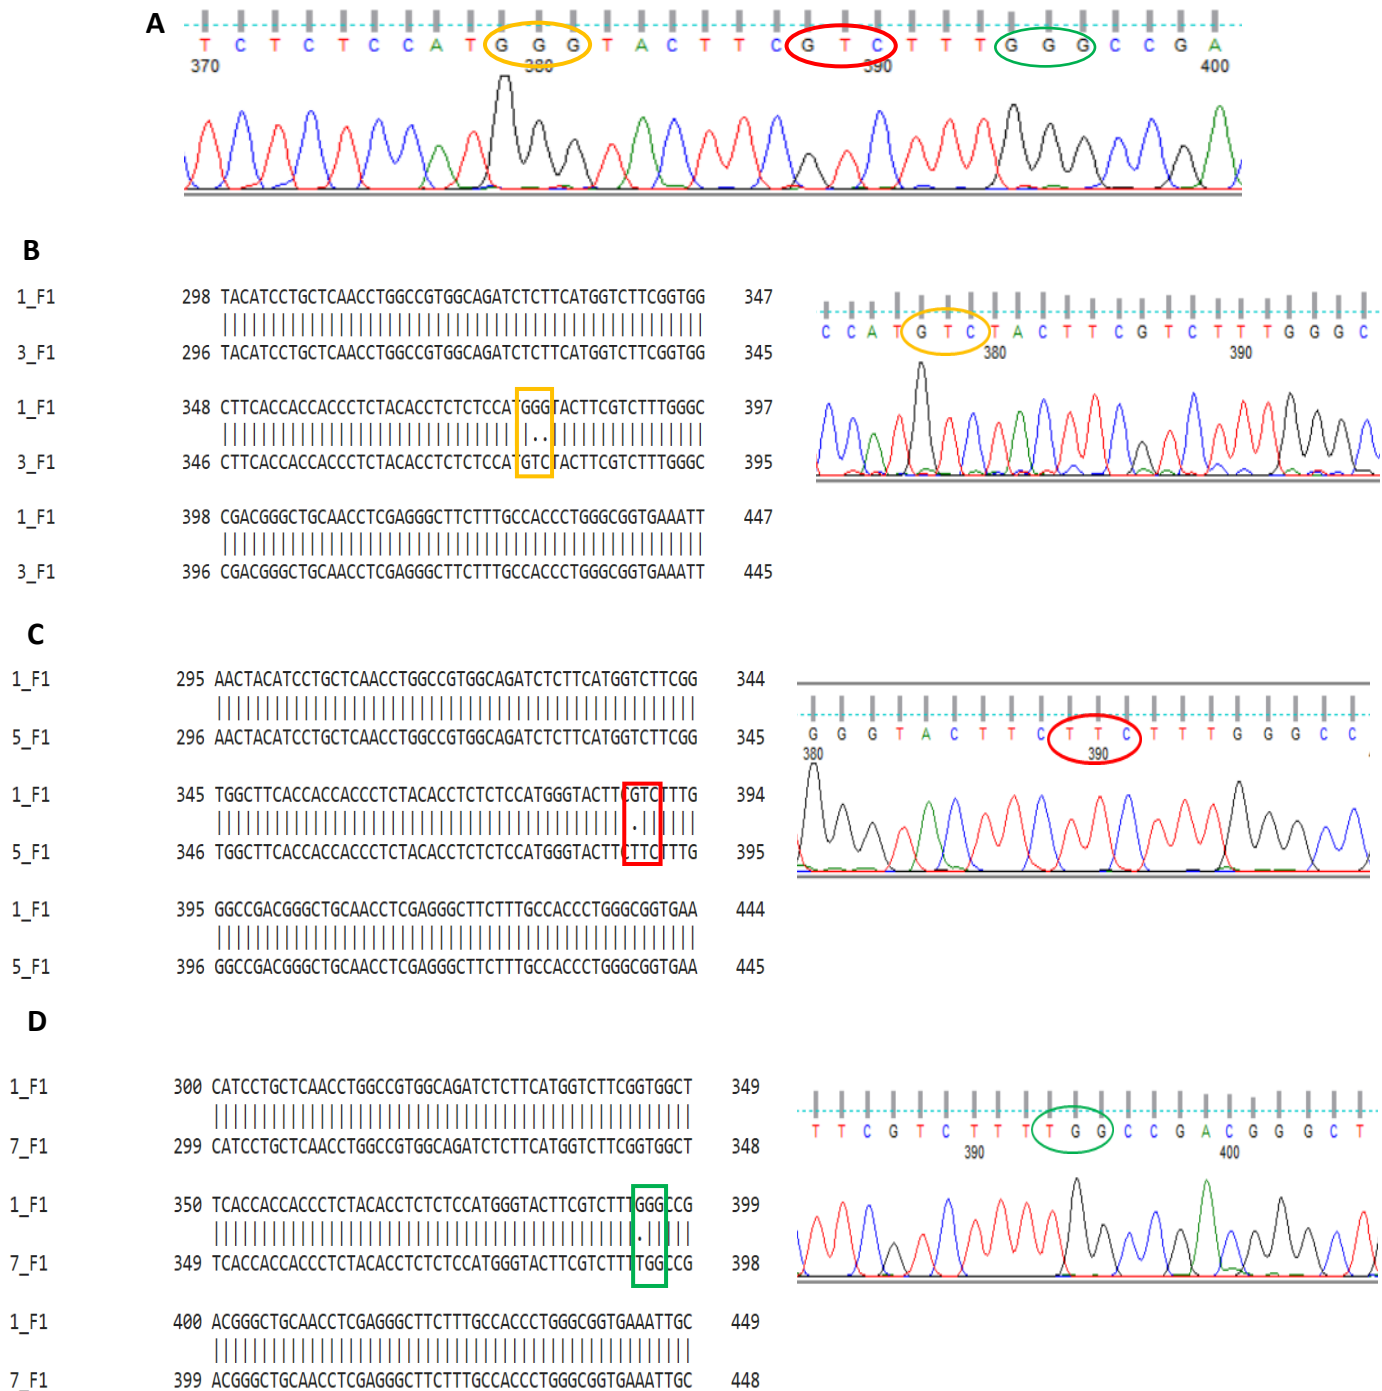 A
T C T C T C C A T G G G T A C T T C G T C T T T G G G C C G A
370 380 390 400
B
1_F1 298 TACATCCTGCTCAACCTGGCCGTGGCAGATCTCTTCATGGTCTTCGGTGG 347
||||||||||||||||||||||||||||||||||||||||||||||||||
3_F1 296 TACATCCTGCTCAACCTGGCCGTGGCAGATCTCTTCATGGTCTTCGGTGG 345
1_F1 348 CTTCACCACCACCCTCTACACCTCTCTCCATGGGTACTTCGTCTTTGGGC 397
||||||||||||||||||||||||||||||||..||||||||||||||||
3_F1 346 CTTCACCACCACCCTCTACACCTCTCTCCATGTCTACTTCGTCTTTGGGC 395
1_F1 398 CGACGGGCTGCAACCTCGAGGGCTTCTTTGCCACCCTGGGCGGTGAAATT 447
||||||||||||||||||||||||||||||||||||||||||||||||||
3_F1 396 CGACGGGCTGCAACCTCGAGGGCTTCTTTGCCACCCTGGGCGGTGAAATT 445
C C A T G T C T A C T T C G T C T T T G G G C
380 390
C
1_F1 295 AACTACATCCTGCTCAACCTGGCCGTGGCAGATCTCTTCATGGTCTTCGG 344
||||||||||||||||||||||||||||||||||||||||||||||||||
5_F1 296 AACTACATCCTGCTCAACCTGGCCGTGGCAGATCTCTTCATGGTCTTCGG 345
1_F1 345 TGGCTTCACCACCACCCTCTACACCTCTCTCCATGGGTACTTCGTCTTTG 394
|||||||||||||||||||||||||||||||||||||||||||.||||||
5_F1 346 TGGCTTCACCACCACCCTCTACACCTCTCTCCATGGGTACTTCTTCTTTG 395
1_F1 395 GGCCGACGGGCTGCAACCTCGAGGGCTTCTTTGCCACCCTGGGCGGTGAA 444
||||||||||||||||||||||||||||||||||||||||||||||||||
5_F1 396 GGCCGACGGGCTGCAACCTCGAGGGCTTCTTTGCCACCCTGGGCGGTGAA 445
G G G T A C T T C T T C T T T G G G C C
380 390
D
1_F1 300 CATCCTGCTCAACCTGGCCGTGGCAGATCTCTTCATGGTCTTCGGTGGCT 349
||||||||||||||||||||||||||||||||||||||||||||||||||
7_F1 299 CATCCTGCTCAACCTGGCCGTGGCAGATCTCTTCATGGTCTTCGGTGGCT 348
1_F1 350 TCACCACCACCCTCTACACCTCTCTCCATGGGTACTTCGTCTTTGGGCCG 399
||||||||||||||||||||||||||||||||||||||||||||.|||||
7_F1 349 TCACCACCACCCTCTACACCTCTCTCCATGGGTACTTCGTCTTTTGGCCG 398
1_F1 400 ACGGGCTGCAACCTCGAGGGCTTCTTTGCCACCCTGGGCGGTGAAATTGC 449
||||||||||||||||||||||||||||||||||||||||||||||||||
7_F1 399 ACGGGCTGCAACCTCGAGGGCTTCTTTGCCACCCTGGGCGGTGAAATTGC 448
T T C G T C T T T T G G C C G A C G G G C T
390 400